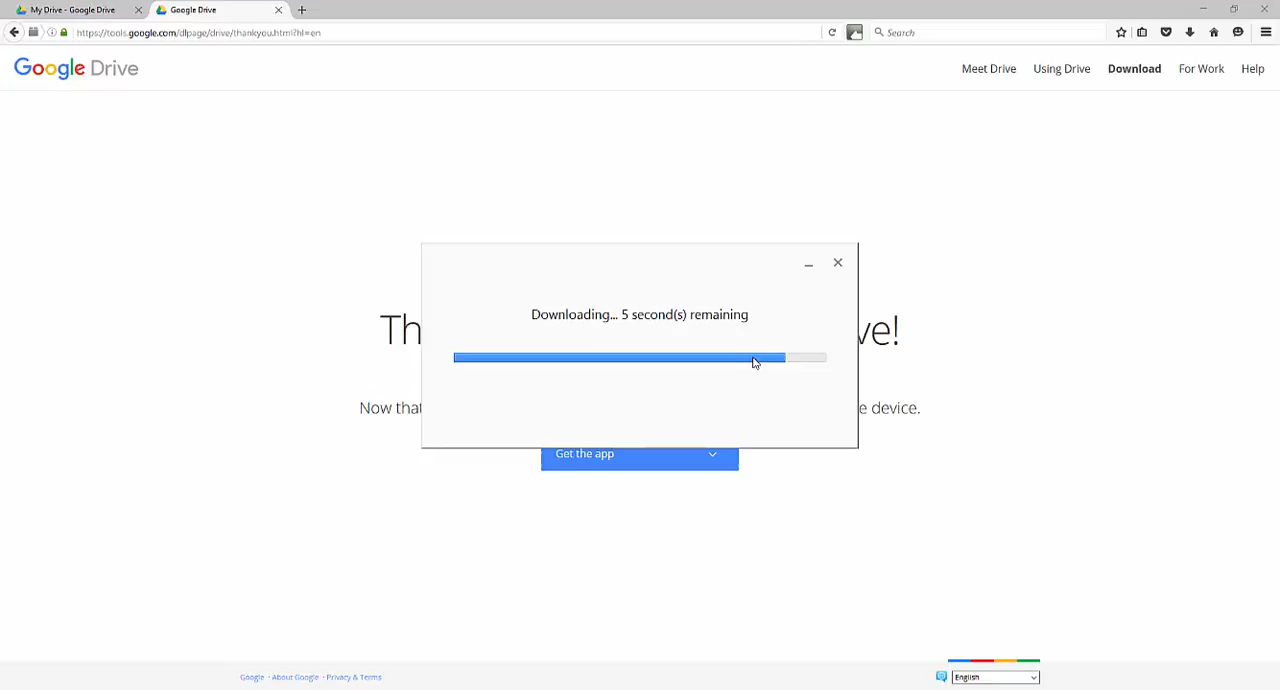 My Drive - Google Drive
Google Drive
https://tools.google.com/dlpage/drive/thankyou.html?hl=en
Search
Google Drive
Meet Drive
Using Drive
Download
For Work
Help
Downloading... 5 second(s) remaining
Th
ve!
Now that
e device.
Get the app
Google · About Google · Privacy & Terms
English